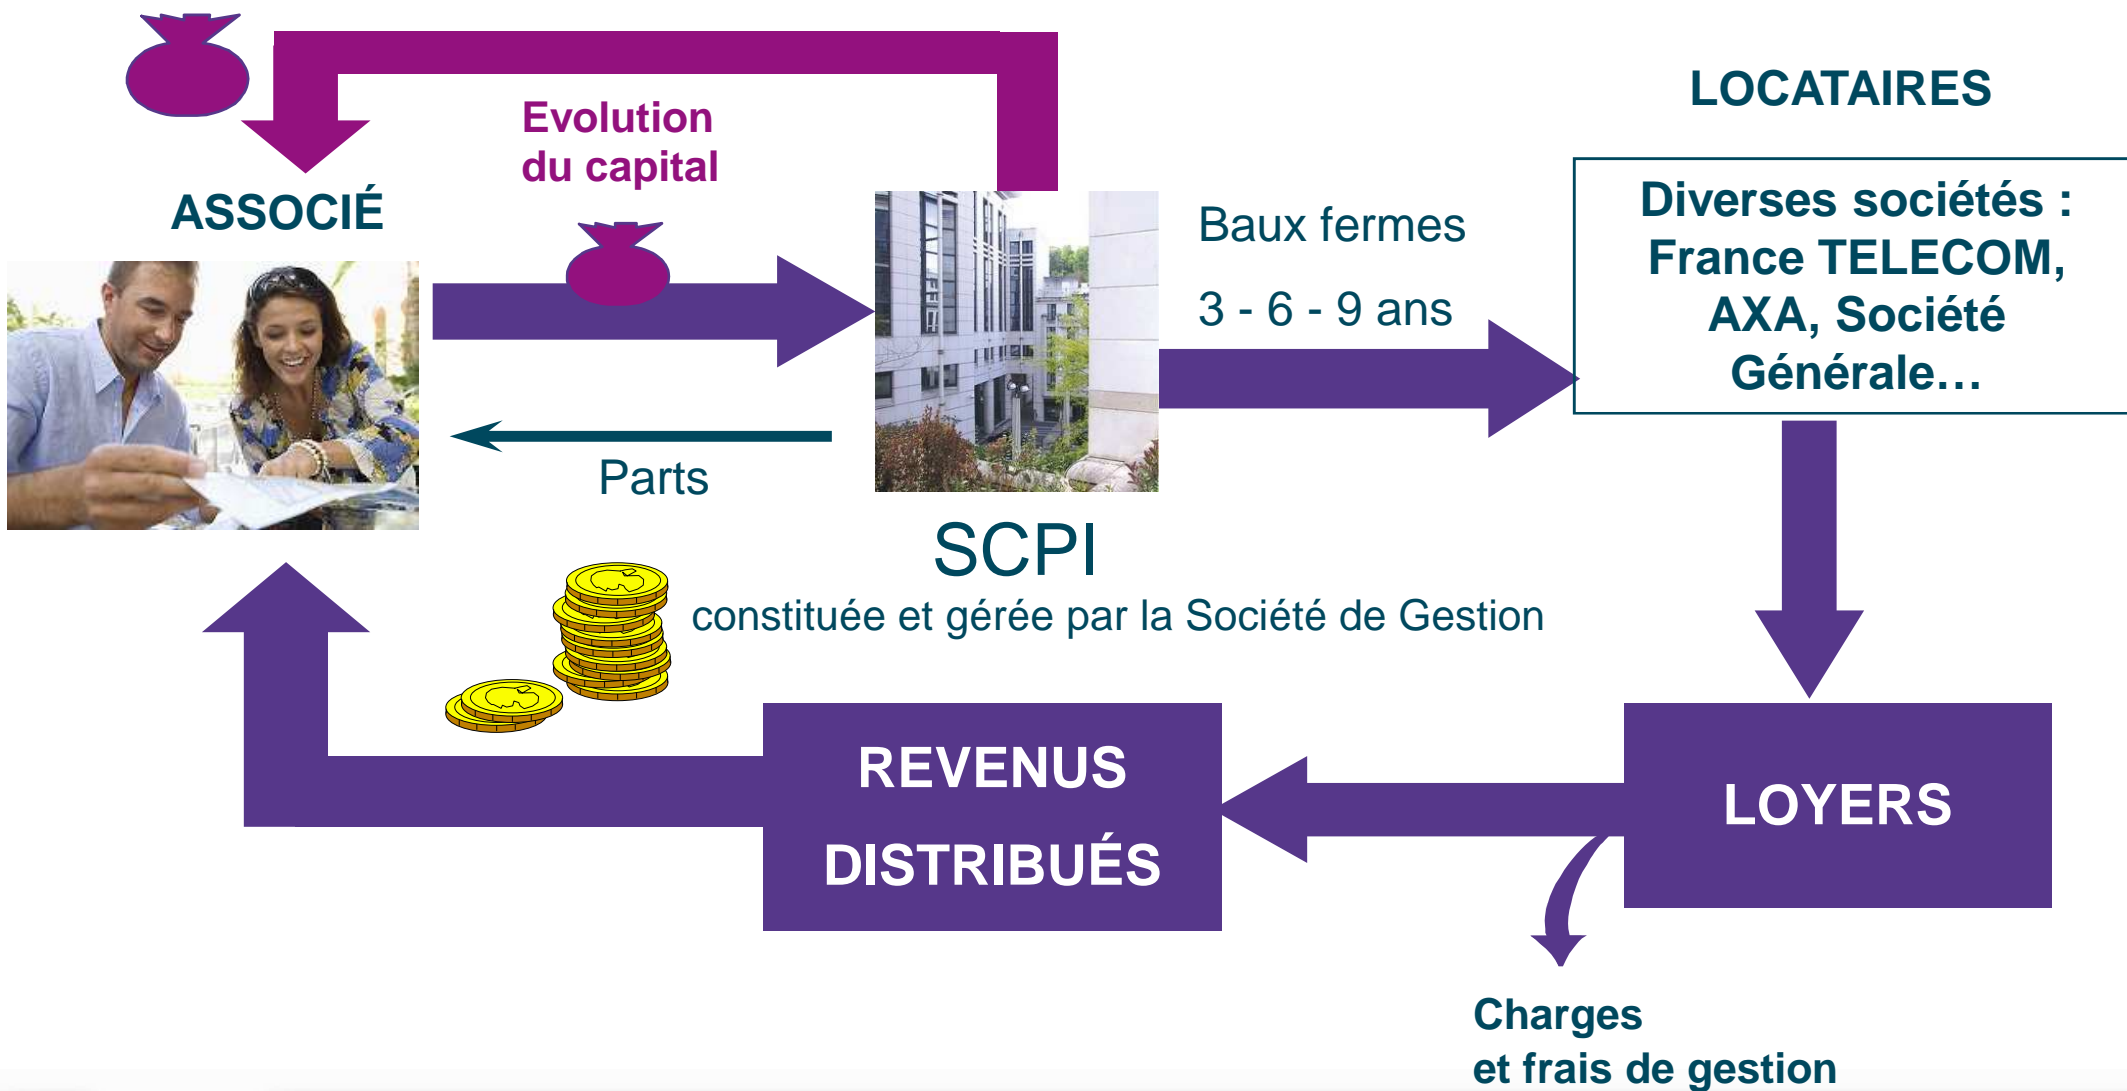 LOCATAIRES
Evolution
du capital
ASSOCIÉ
Diverses sociétés :
France TELECOM,
AXA, Société
Générale…
Baux fermes
3 - 6 - 9 ans
Parts
SCPI
constituée et gérée par la Société de Gestion
REVENUS
DISTRIBUÉS
LOYERS
Charges
et frais de gestion